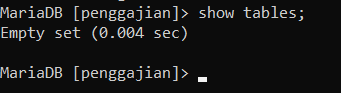 MariaDB [penggajian]> show tables;
Empty set (0.004 sec)
MariaDB [penggajian]>